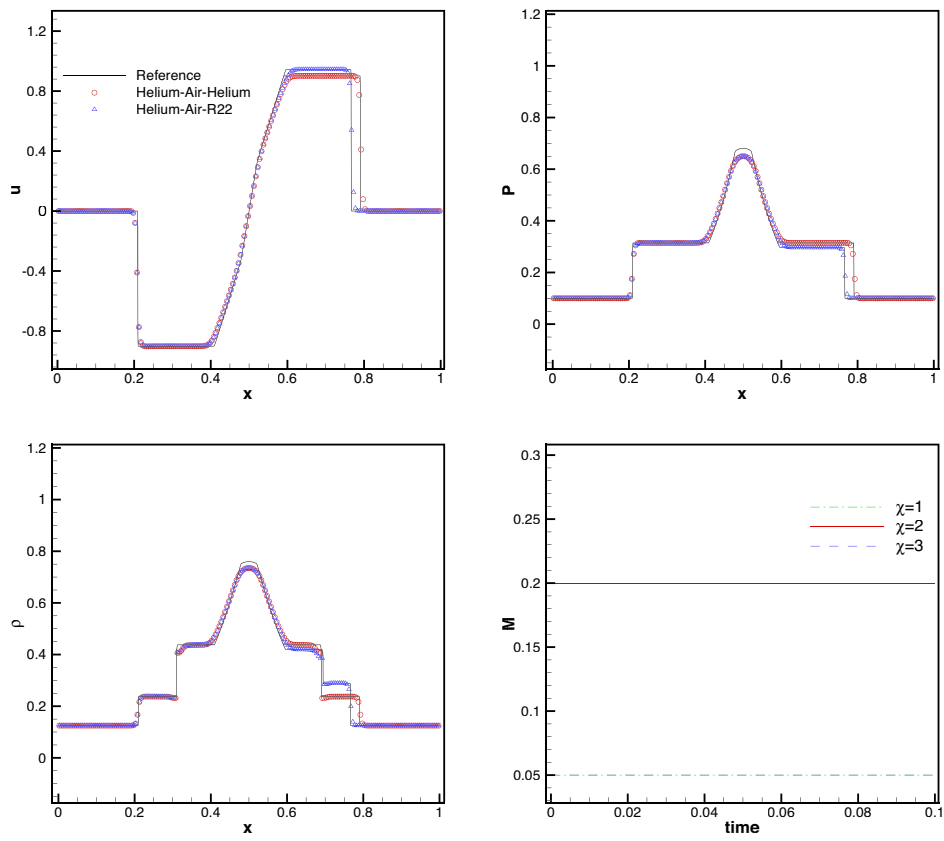 1.2
0.8
0.4
0
-0.4
-0.8
u
Reference
Helium-Air-Helium
Helium-Air-R22
0 0.2 0.4 0.6 0.8 1
x
1.2
1
0.8
0.6
0.4
0.2
0
P
0 0.2 0.4 0.6 0.8 1
x
1.2
1
0.8
0.6
0.4
0.2
0
ρ
0 0.2 0.4 0.6 0.8 1
x
0.3
0.25
0.2
0.15
0.1
0.05
M
χ=1
χ=2
χ=3
0 0.02 0.04 0.06 0.08 0.1
time